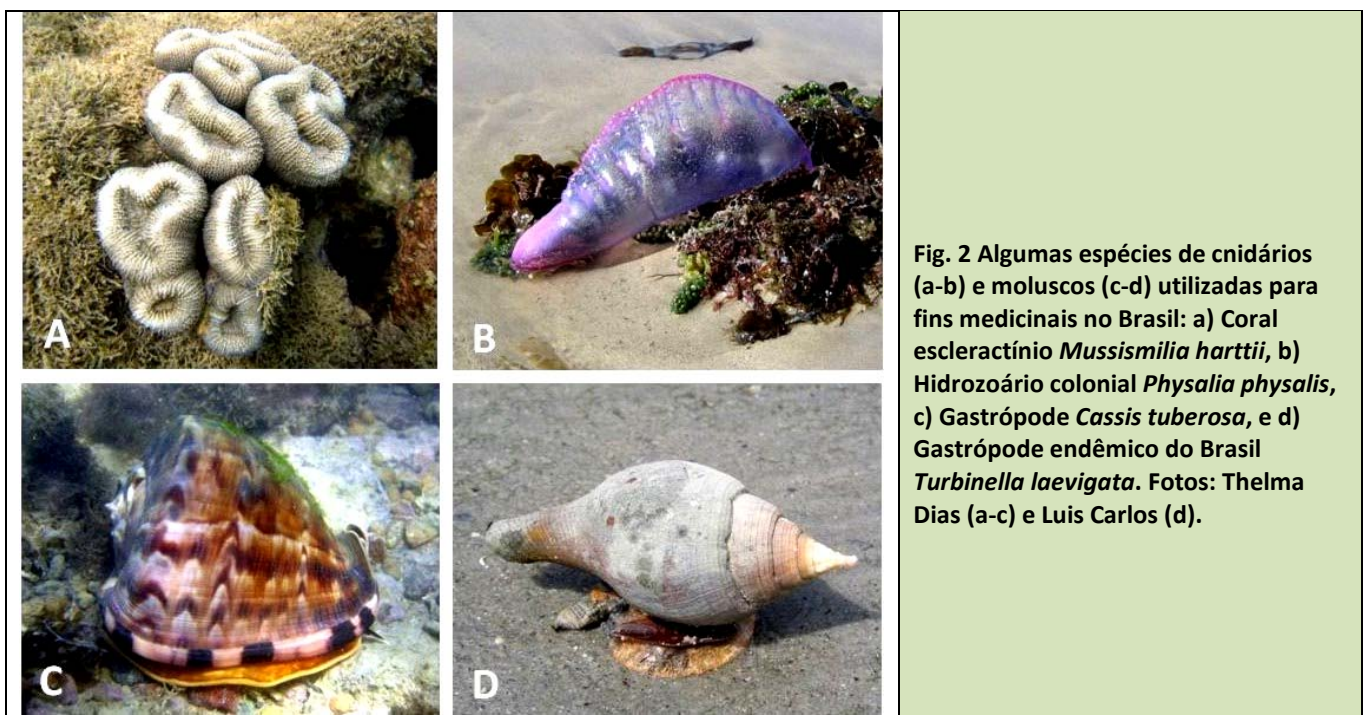 A
B
C
D
Fig. 2 Algumas espécies de cnidários
(a-b) e moluscos (c-d) utilizadas para
fins medicinais no Brasil: a) Coral
escleractínio Mussismilia harttii, b)
Hidrozoário colonial Physalia physalis,
c) Gastrópode Cassis tuberosa, e d)
Gastrópode endêmico do Brasil
Turbinella laevigata. Fotos: Thelma
Dias (a-c) e Luis Carlos (d).